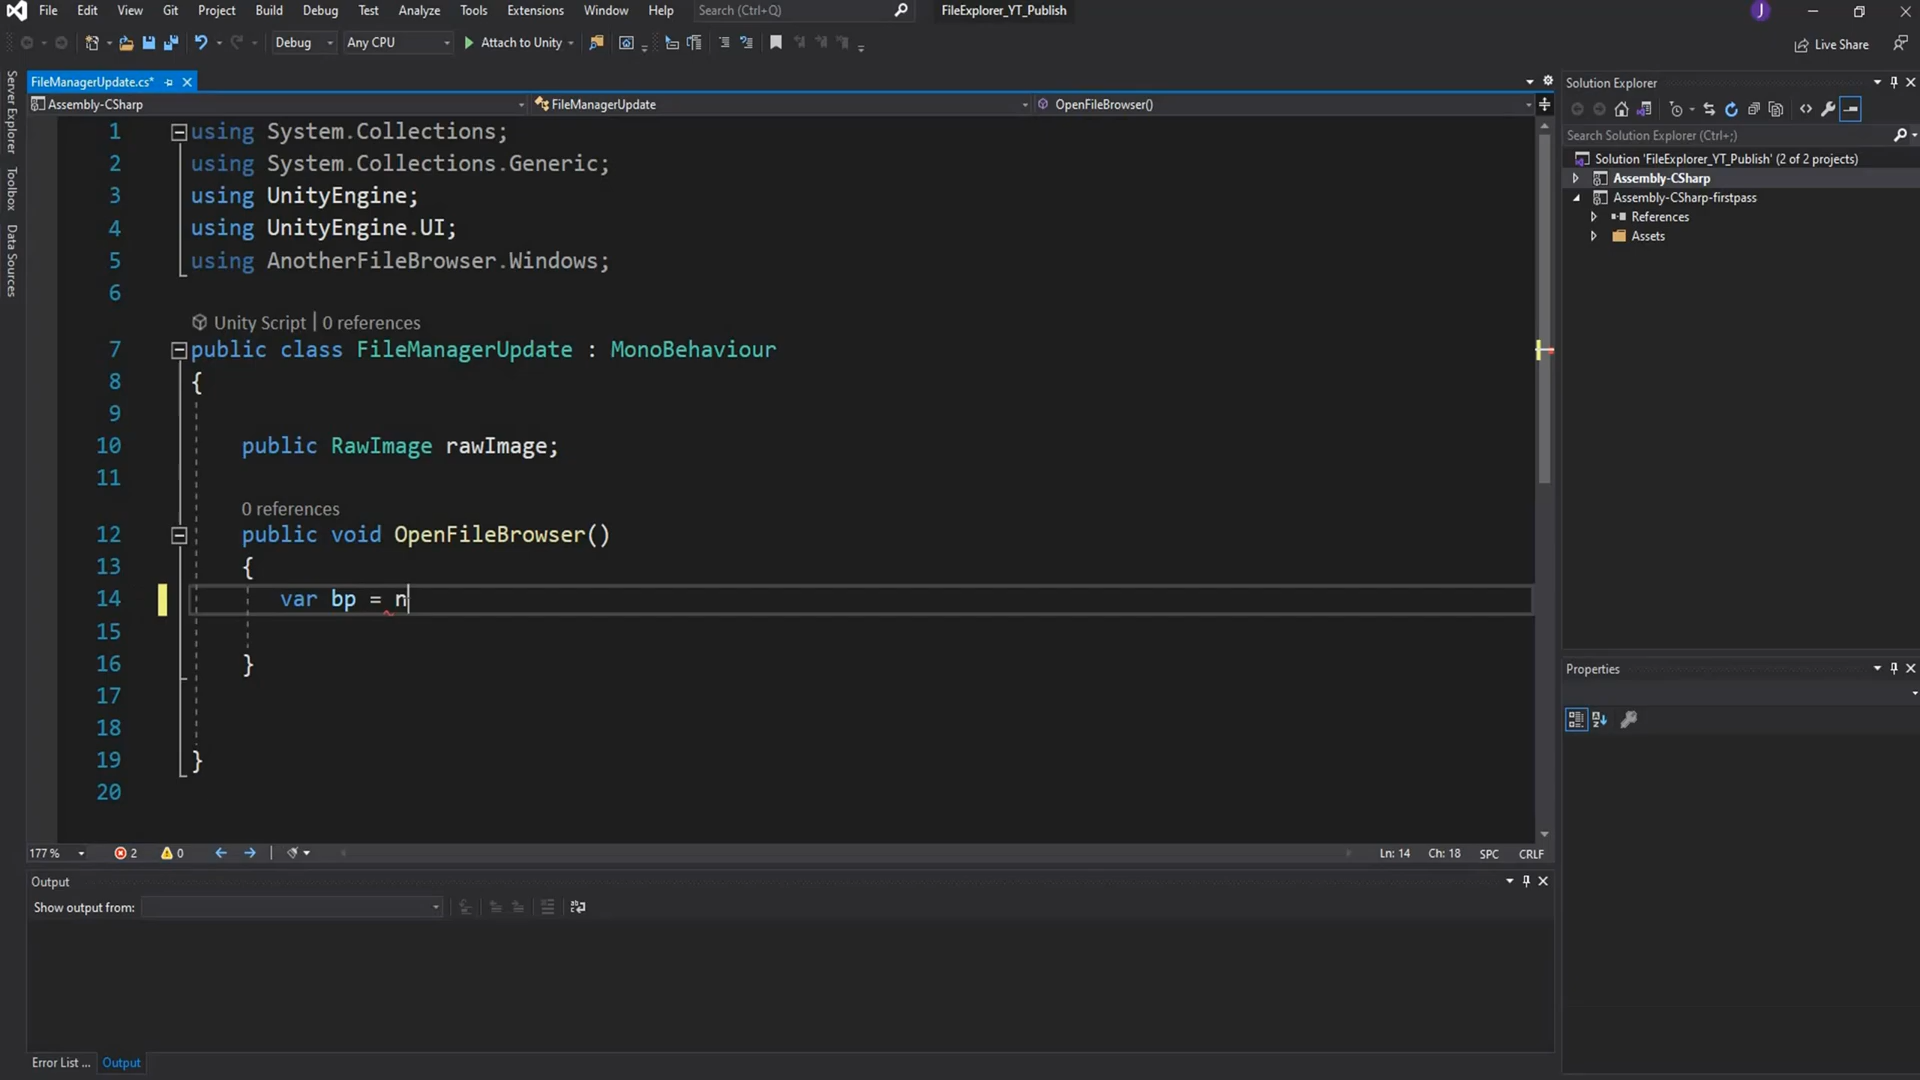 File Edit View Git Project Build Debug Test Analyze Tools Extensions Window Help Search (Ctrl+Q) FileExplorer_YT_Publish J
Debug Any CPU Attach to Unity Live Share
FileManagerUpdate.cs*
Assembly-CSharp FileManagerUpdate OpenFileBrowser()
Server Explorer
Toolbox
Data Sources
1 using System.Collections;
2 using System.Collections.Generic;
3 using UnityEngine;
4 using UnityEngine.UI;
5 using AnotherFileBrowser.Windows;
6
Unity Script | 0 references
7 public class FileManagerUpdate : MonoBehaviour
8 {
9
10 public RawImage rawImage;
11
0 references
12 public void OpenFileBrowser()
13 {
14 var bp = n
15
16 }
17
18
19 }
20
177 % 2 0 Ln: 14 Ch: 18 SPC CRLF
Output
Show output from:
Error List ... Output
Solution Explorer
Search Solution Explorer (Ctrl+;)
Solution 'FileExplorer_YT_Publish' (2 of 2 projects)
Assembly-CSharp
Assembly-CSharp-firstpass
References
Assets
Properties